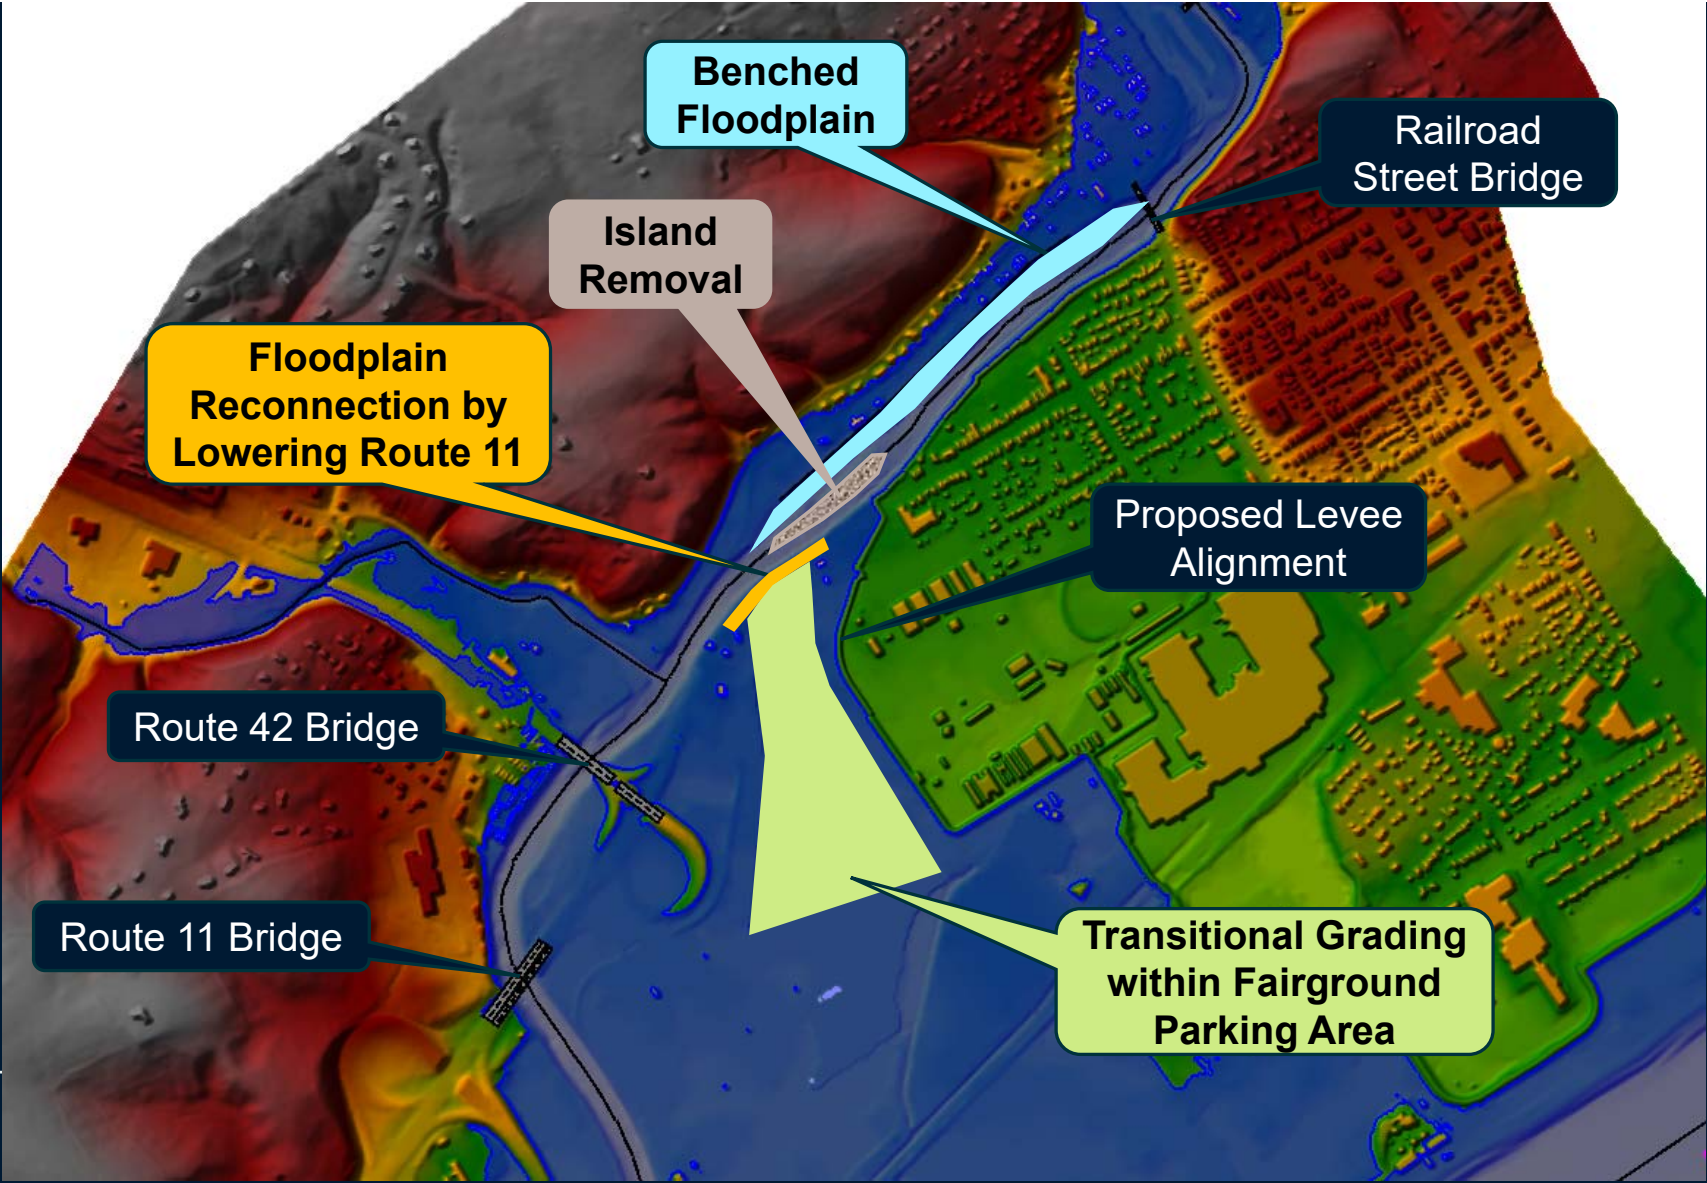 Benched
Floodplain
Railroad
Street Bridge
Island
Removal
Floodplain
Reconnection by
Lowering Route 11
Proposed Levee
Alignment
Route 42 Bridge
Route 11 Bridge
Transitional Grading
within Fairground
Parking Area